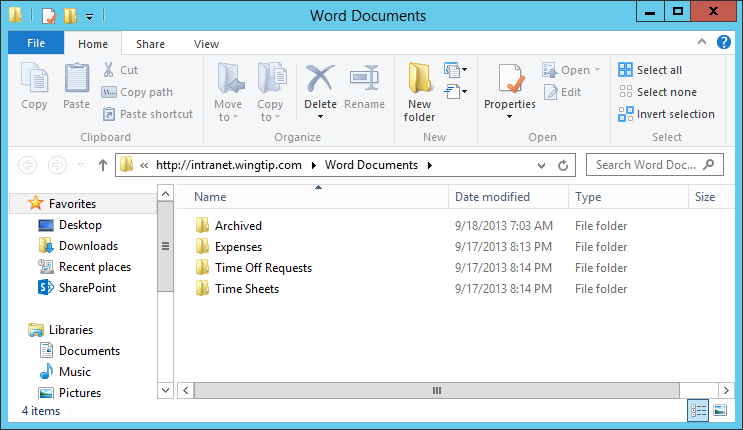 Word Documents
File Home Share View
Copy
Paste
Cut
Copy path
Paste shortcut
Clipboard
Move to
Copy to
Delete
Rename
Organize
New folder
New
Properties
Open
Edit
Open
Select all
Select none
Invert selection
Select
http://intranet.wingtip.com Word Documents
Search Word Doc...
Favorites
Desktop
Downloads
Recent places
SharePoint
Libraries
Documents
Music
Pictures
Name Date modified Type Size
Archived 9/18/2013 7:03 AM File folder
Expenses 9/17/2013 8:13 PM File folder
Time Off Requests 9/17/2013 8:14 PM File folder
Time Sheets 9/17/2013 8:14 PM File folder
4 items